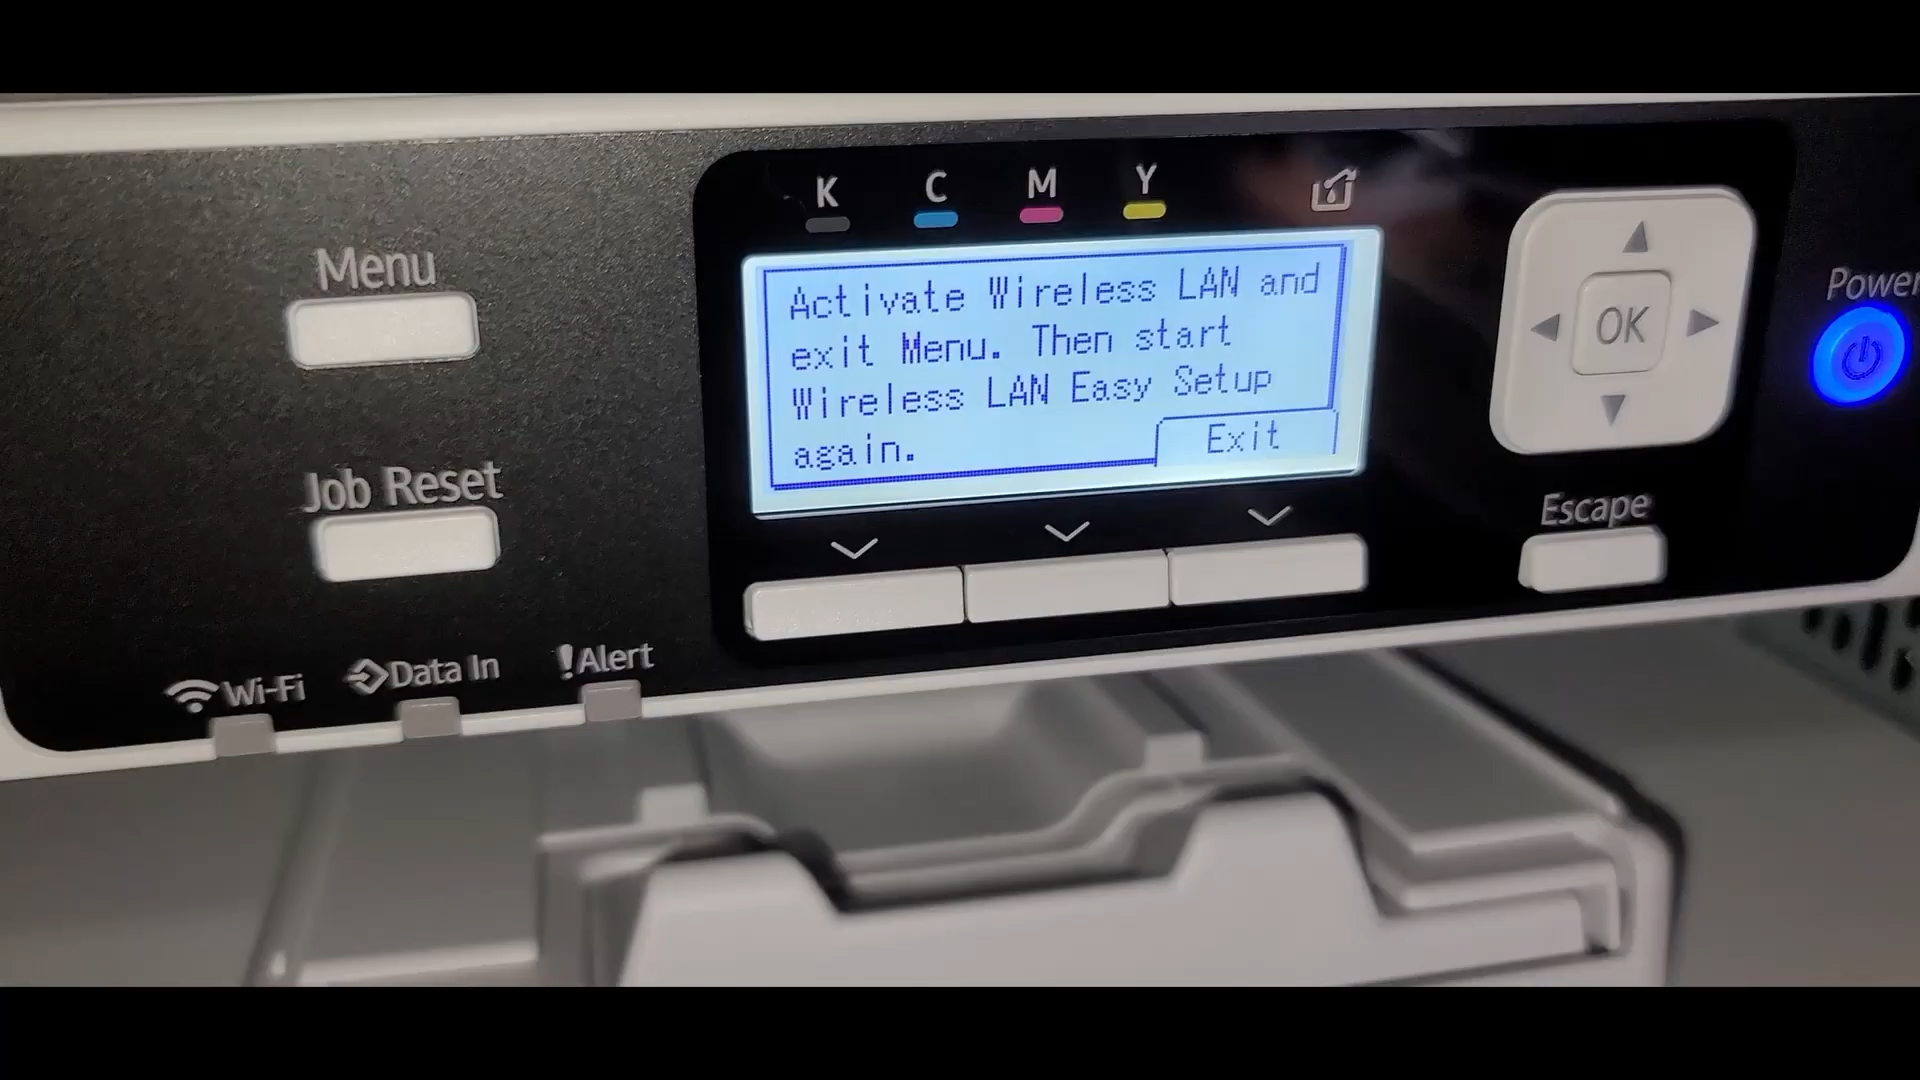 K C M Y
Menu
Activate Wireless LAN and
exit Menu. Then start
Wireless LAN Easy Setup
again.
Exit
OK
Power
Job Reset
Escape
Wi-Fi
Data In
!Alert